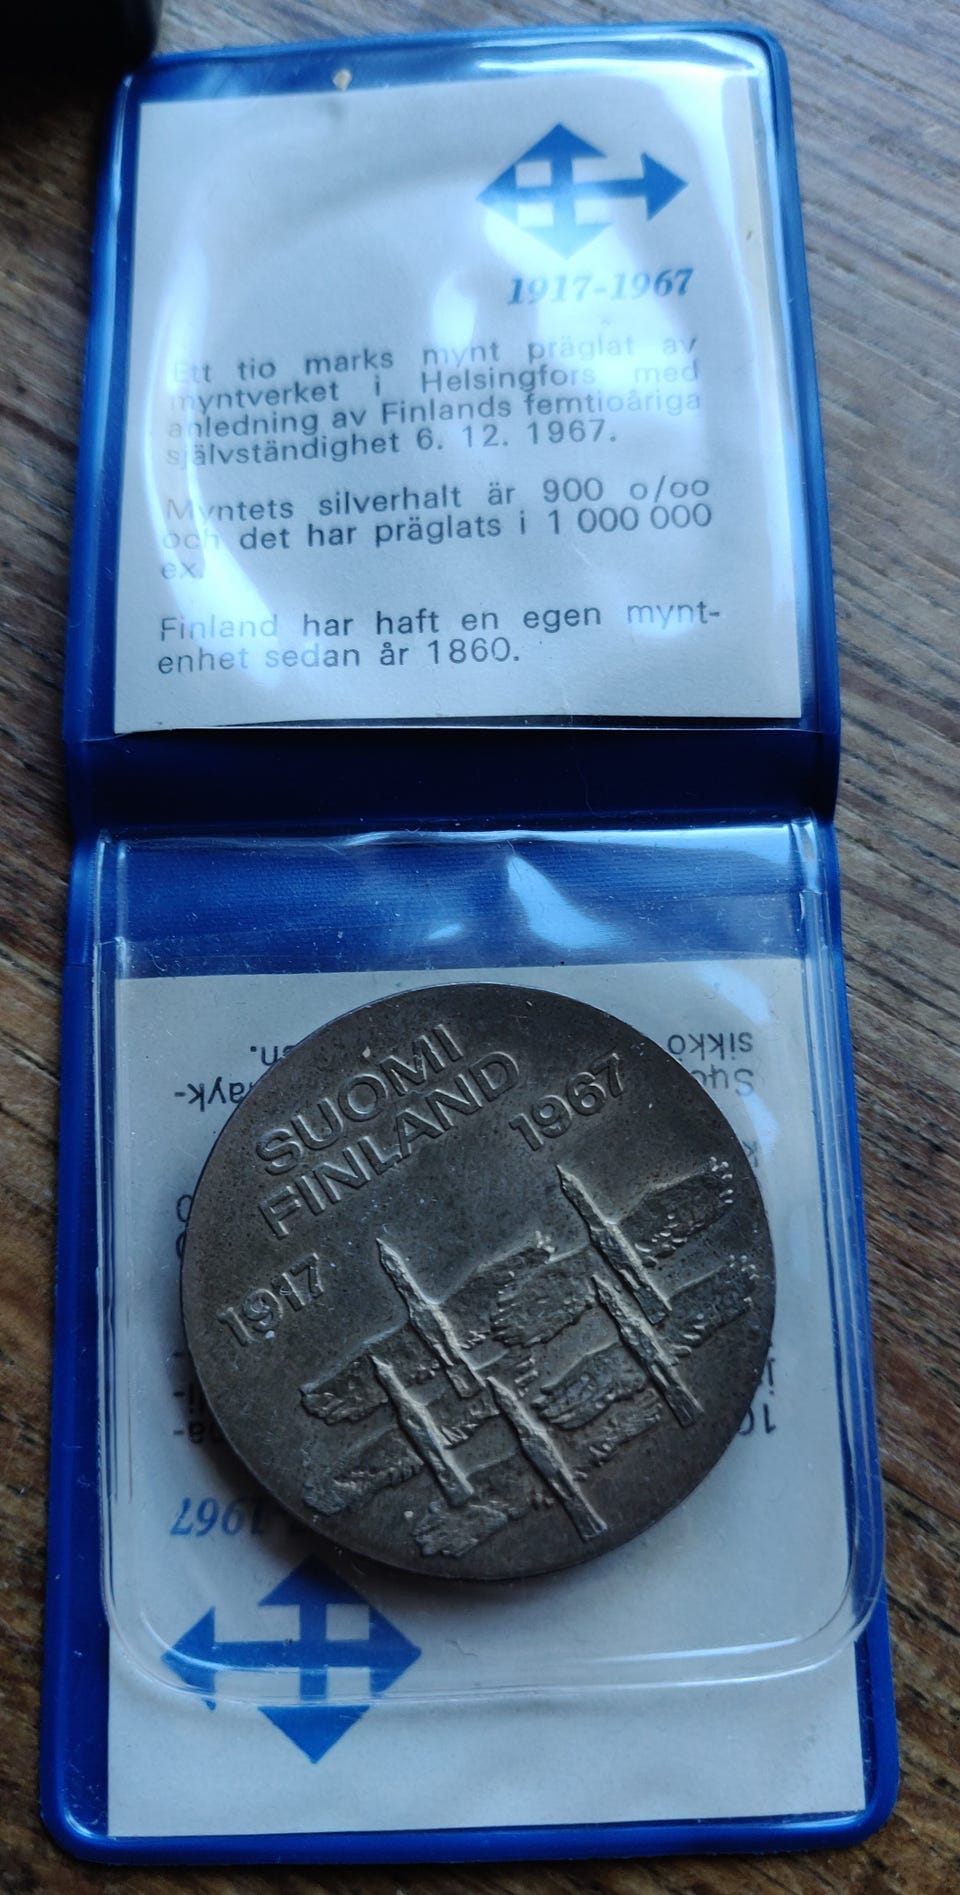 1917-1967
Ett tio marks mynt präglat av
myntverket i Helsingfors med
anledning av Finlands femtioåriga
självständighet 6. 12. 1967.
Myntets silverhalt är 900 o/oo
och det har präglats i 1 000 000
ex.
Finland har haft en egen mynt-
enhet sedan år 1860.
SUOMI
FINLAND
1917 1967
sikko
1967